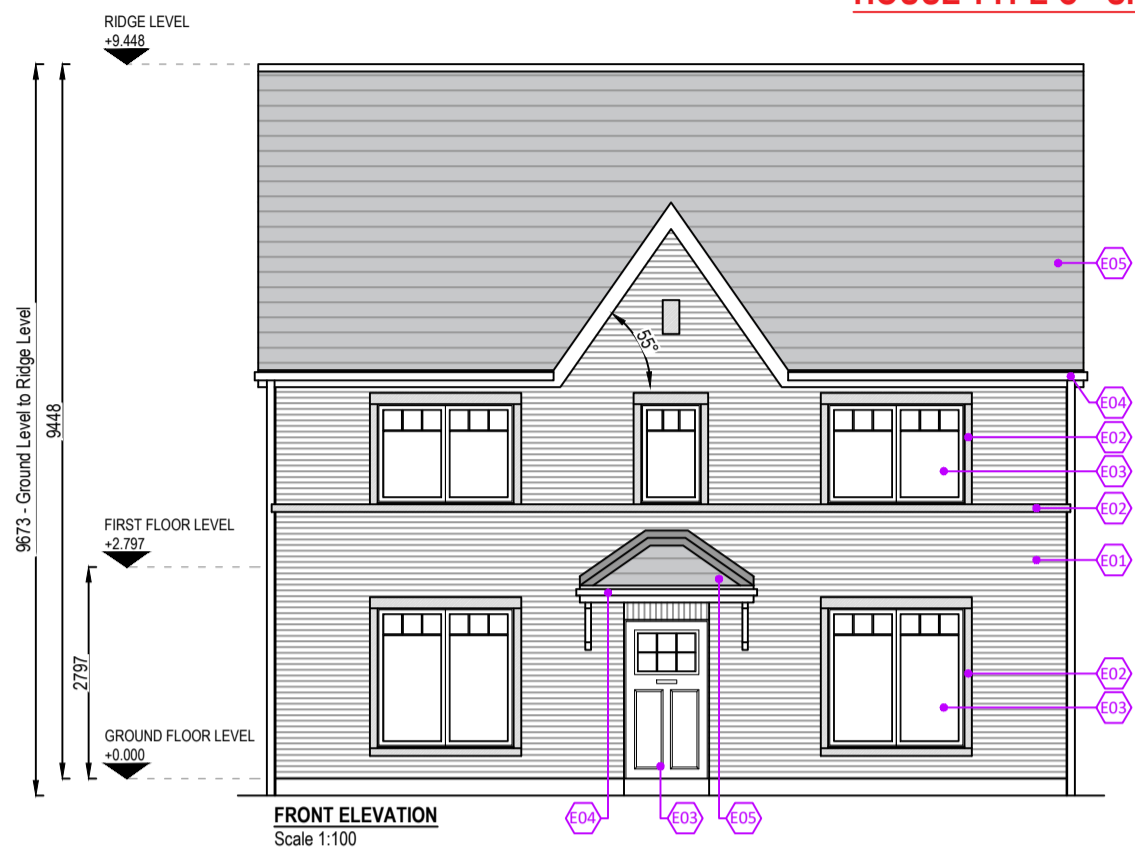 HOUSE TYPE
RIDGE LEVEL
+9.448
9673 - Ground Level to Ridge Level
9448
55°
E05
E04
E02
E03
E02
FIRST FLOOR LEVEL
+2.797
E01
2797
E02
E03
GROUND FLOOR LEVEL
+0.000
FRONT ELEVATION
Scale 1:100
E04
E03
E05